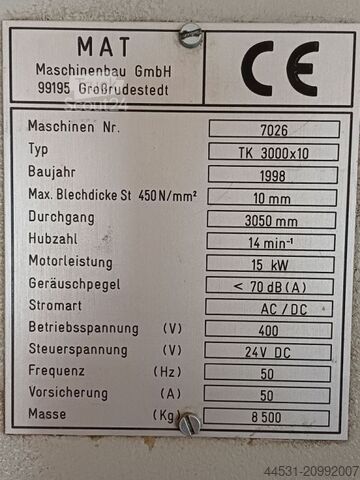 MAT
Maschinenbau GmbH
99195 Großrudestedt
CE
Maschinen Nr. 7026
Typ TK 3000x10
Baujahr 1998
Max. Blechdicke St 450 N/mm² 10 mm
Durchgang 3050 mm
Hubzahl 14 min⁻¹
Motorleistung 15 kW
Geräuschpegel < 70 dB(A)
Stromart AC/DC
Betriebsspannung (V) 400
Steuerspannung (V) 24V DC
Frequenz (Hz) 50
Vorsicherung (A) 50
Masse (Kg) 8 500
44531-20992007